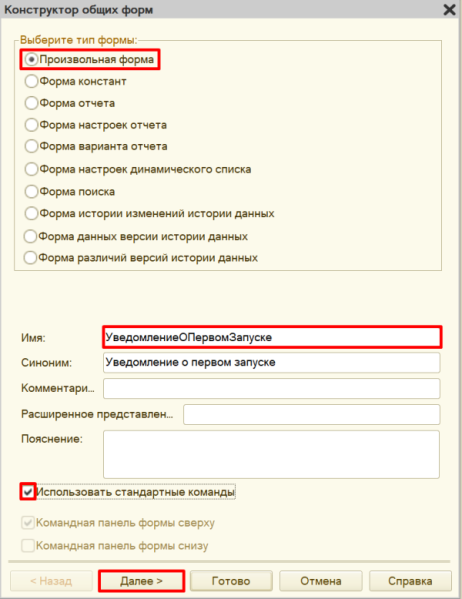 Конструктор общих форм
Выберите тип формы:
Произвольная форма
Форма констант
Форма отчета
Форма настроек отчета
Форма варианта отчета
Форма настроек динамического списка
Форма поиска
Форма истории изменений истории данных
Форма данных версии истории данных
Форма различий версий истории данных
Имя: УведомлениеОПервомЗапуске
Синоним: Уведомление о первом запуске
Комментари...
Расширенное представлен...
Пояснение:
Использовать стандартные команды
Командная панель формы сверху
Командная панель формы снизу
< Назад Далее > Готово Отмена Справка